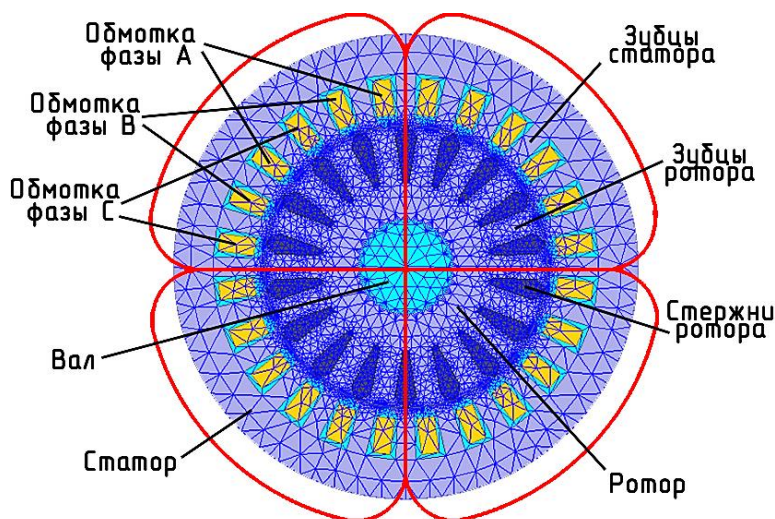 Обмотка
фазы А
Обмотка
фазы В
Обмотка
фазы С
Вал
Статор
Зубцы
статора
Зубцы
ротора
Стержни
ротора
Ротор